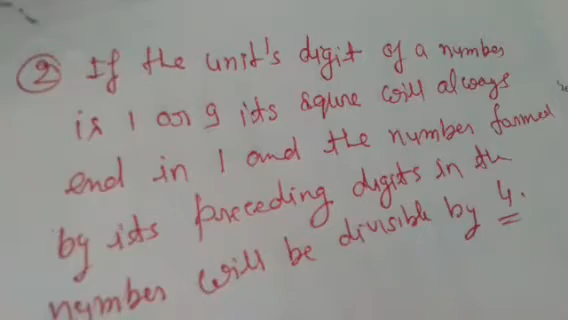 ② If the unit's digit of a number
is 1 or 9 its squre will always
end in 1 and the number formed
by its preceding digits in the
number will be divisible by 4.